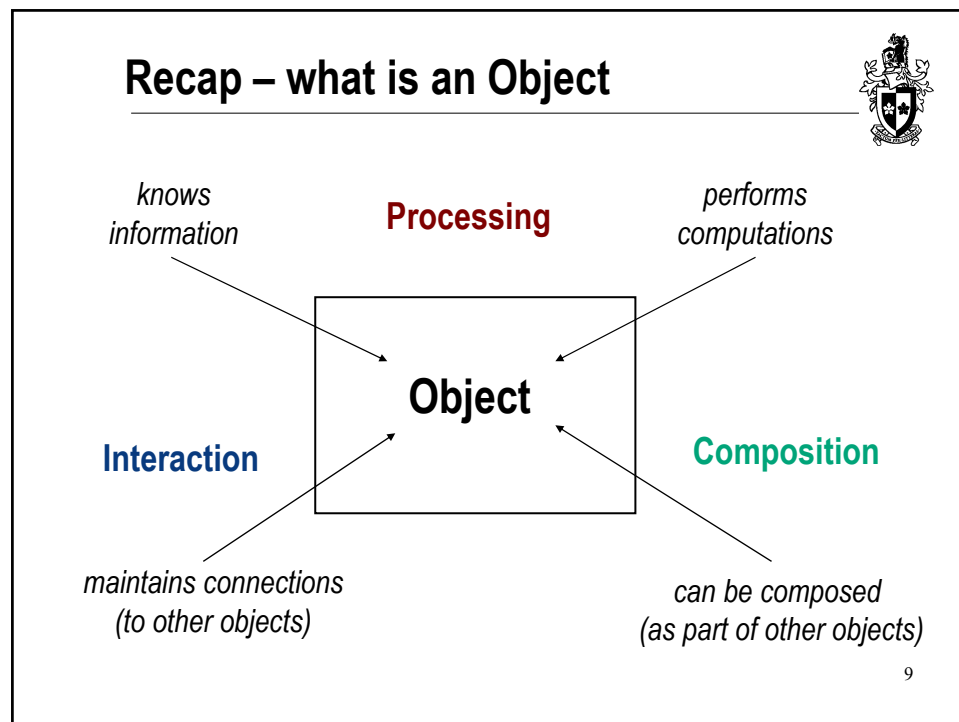 Recap – what is an Object
knows
information
Processing
performs
computations
Object
Interaction
Composition
maintains connections
(to other objects)
can be composed
(as part of other objects)
9